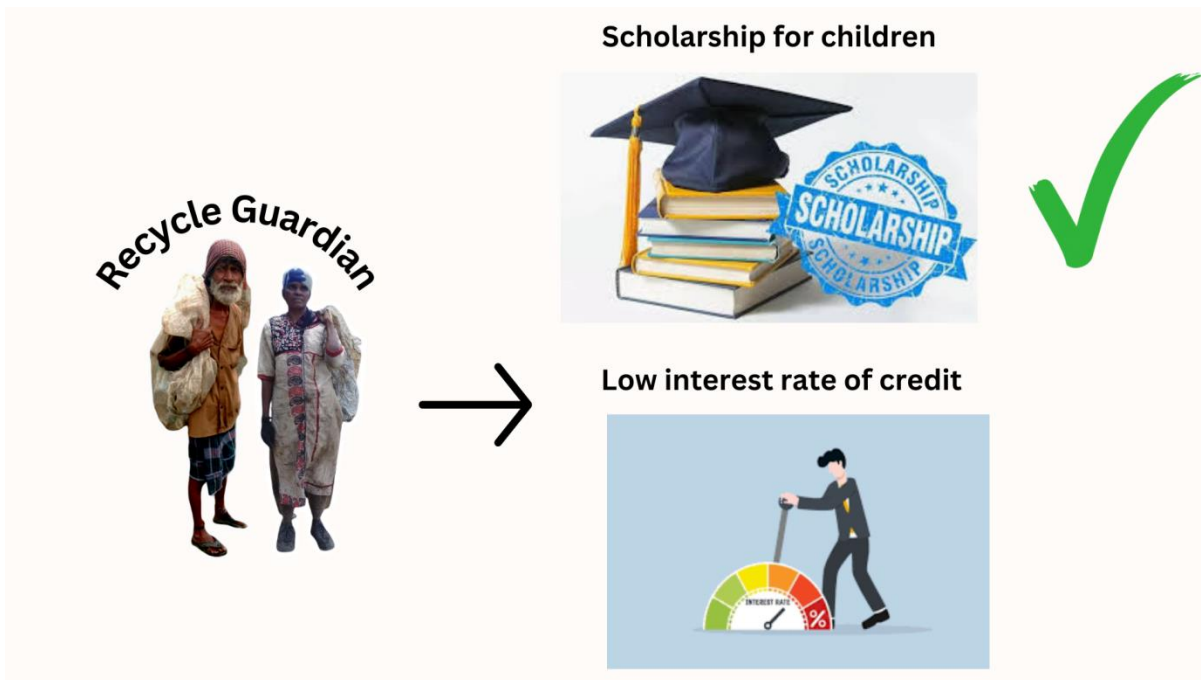 Scholarship for children
SCHOLARSHIP
SCHOLARSHIP
SCHOLARSHIP
Recycle Guardian
Low interest rate of credit
INTEREST RATE
%